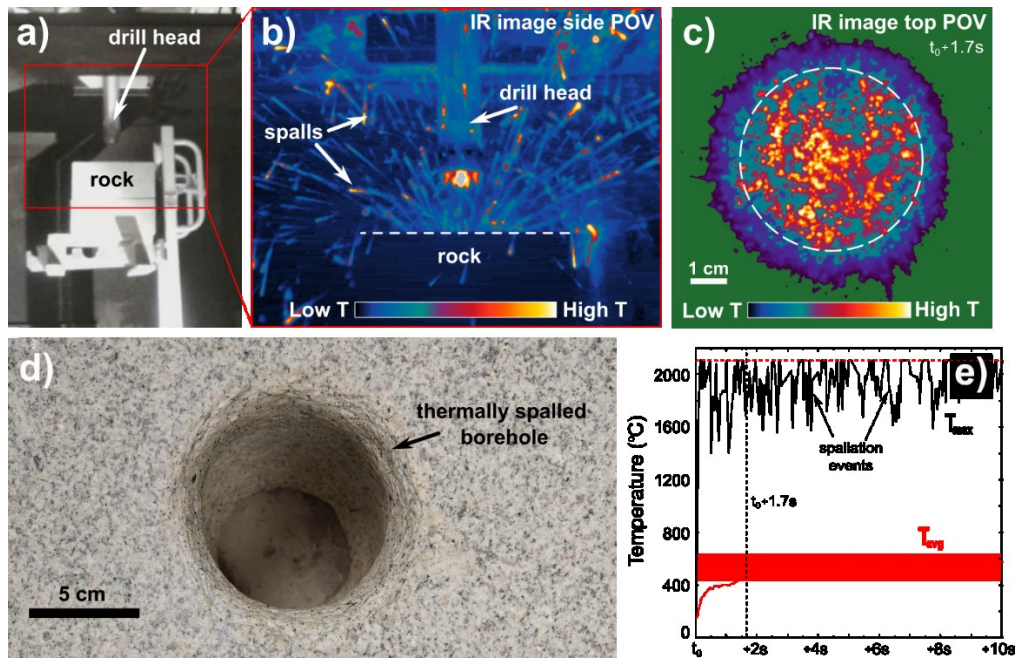 a)
drill head
rock
b)
IR image side POV
drill head
spalls
rock
Low T
High T
c)
IR image top POV
t₀+1.7s
1 cm
Low T
High T
d)
thermally spalled
borehole
5 cm
e)
Temperature (°C)
2000
1600
1200
800
400
0
Tmax
spallation
events
t₀+1.7s
Tavg
t₀
+2s
+4s
+6s
+8s
+10s